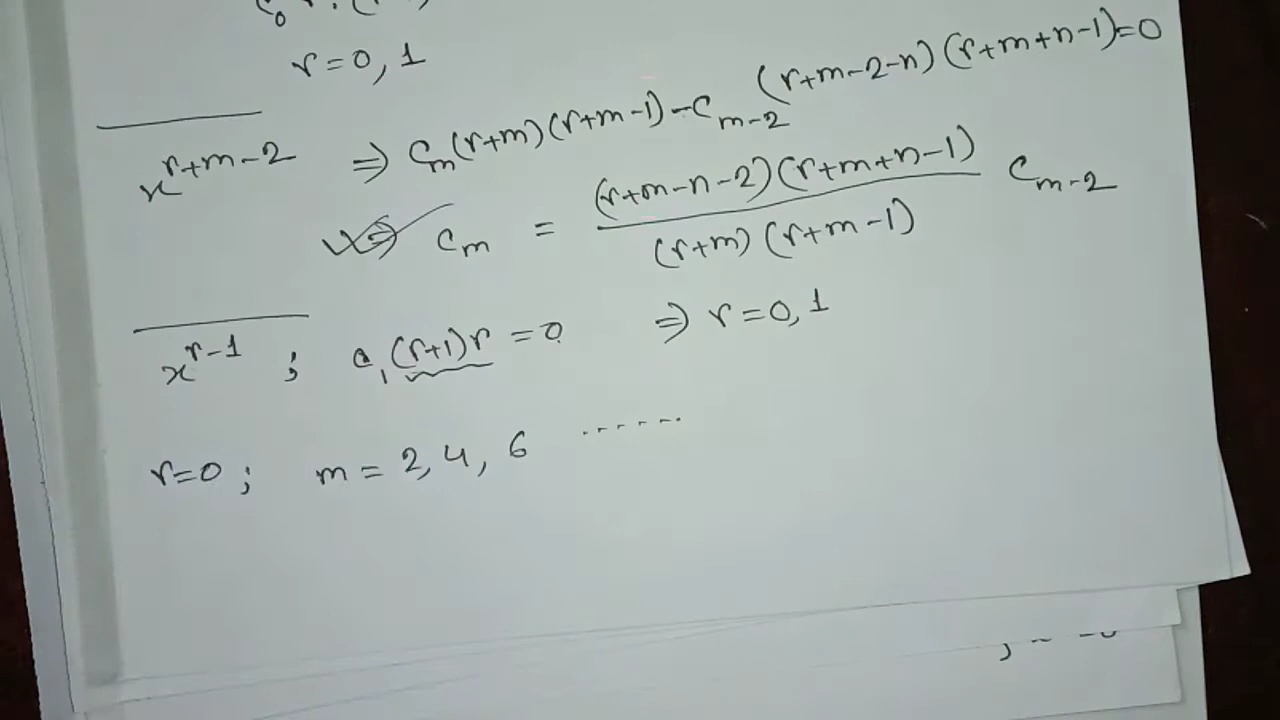 r=0, 1
x^{r+m-2} ⇒ C_m(r+m)(r+m-1) - C_{m-2}(r+m-2-n)(r+m+n-1)=0
⇒ C_m = \frac{(r+m-n-2)(r+m+n-1)}{(r+m)(r+m-1)} C_{m-2}
x^{r-1} ; C_1(r+1)r = 0 ⇒ r=0, 1
r=0 ; m = 2, 4, 6 ......